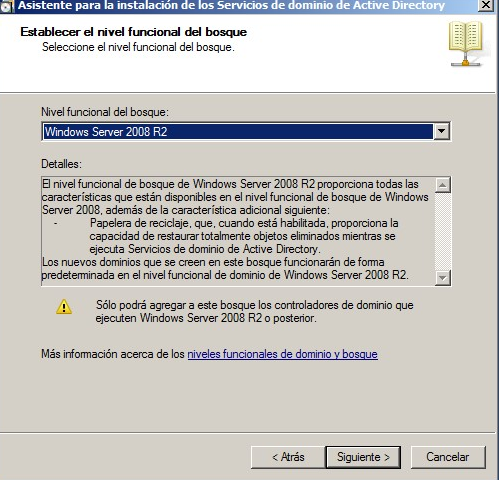 Asistente para la instalación de los Servicios de dominio de Active Directory
Establecer el nivel funcional del bosque
Seleccione el nivel funcional del bosque.
Nivel funcional del bosque:
Windows Server 2008 R2
Detalles:
El nivel funcional de bosque de Windows Server 2008 R2 proporciona todas las
características que están disponibles en el nivel funcional de bosque de Windows
Server 2008, además de la característica adicional siguiente:
- Papelera de reciclaje, que, cuando está habilitada, proporciona la
capacidad de restaurar totalmente objetos eliminados mientras se
ejecuta Servicios de dominio de Active Directory.
Los nuevos dominios que se creen en este bosque funcionarán de forma
predeterminada en el nivel funcional de dominio de Windows Server 2008 R2.
Sólo podrá agregar a este bosque los controladores de dominio que
ejecuten Windows Server 2008 R2 o posterior.
Más información acerca de los niveles funcionales de dominio y bosque
< Atrás Siguiente > Cancelar